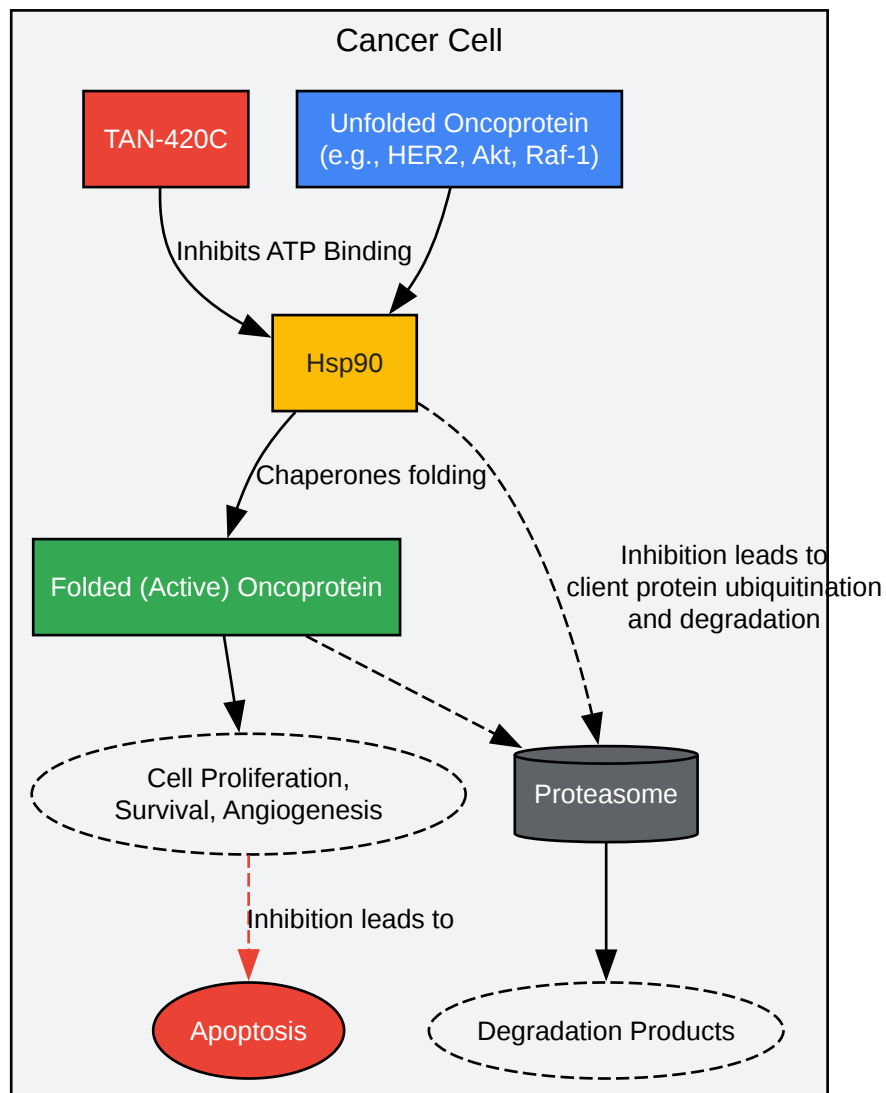 Cancer Cell
TAN-420C
Unfolded Oncoprotein
(e.g., HER2, Akt, Raf-1)
Inhibits ATP Binding
Hsp90
Chaperones folding
Inhibition leads to
client protein ubiquitination
and degradation
Folded (Active) Oncoprotein
Cell Proliferation,
Survival, Angiogenesis
Proteasome
Inhibition leads to
Apoptosis
Degradation Products